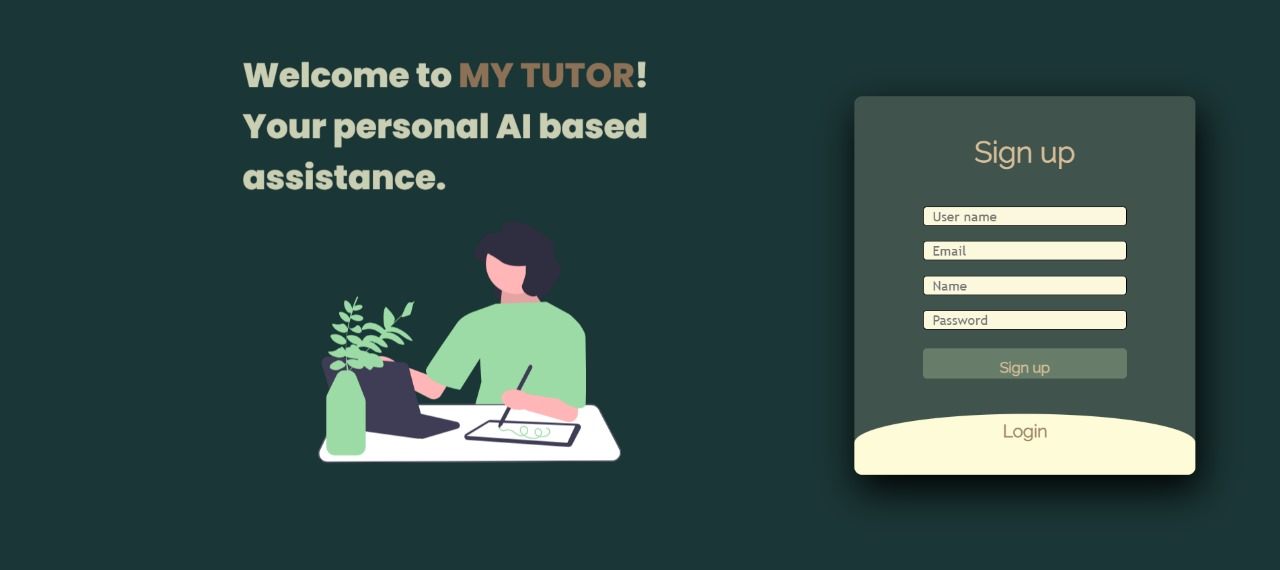 Welcome to MY TUTOR!
Your personal AI based
assistance.
Sign up
User name
Email
Name
Password
Sign up
Login